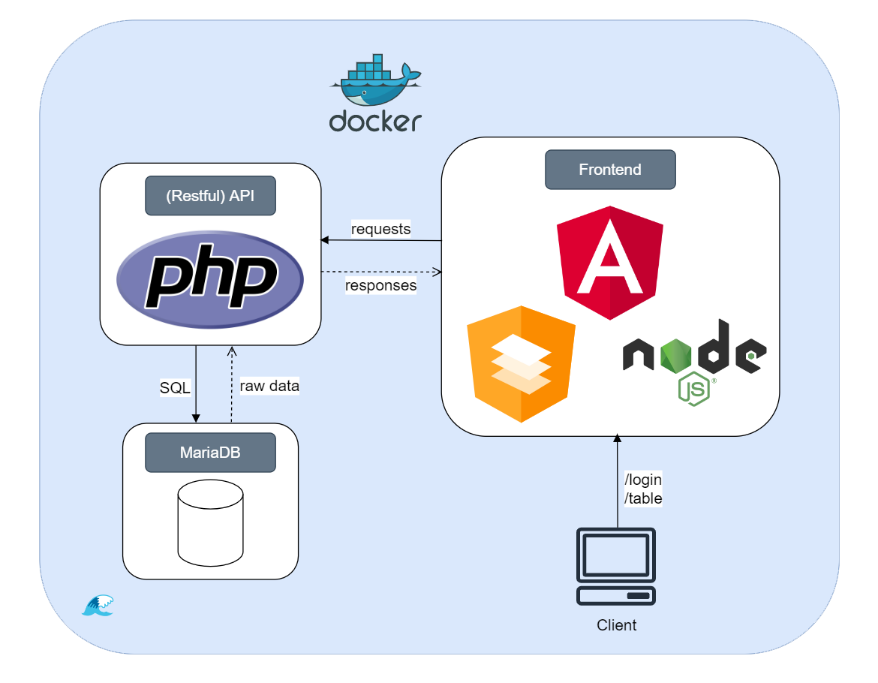 docker
(Restful) API
php
requests
responses
Frontend
A
node
JS
®
SQL
raw data
MariaDB
/login
/table
Client